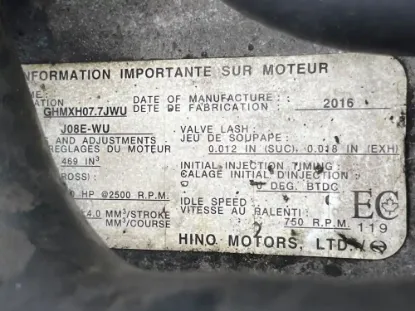 INFORMATION IMPORTANTE SUR MOTEUR
GHMXH07.7JWU
DATE OF MANUFACTURE :
DETE DE FABRICATION :
2016
J08E-WU
AND ADJUSTMENTS
REGLAGES DU MOTEUR
VALVE LASH :
JEU DE SOUPAPE:
0.012 IN (SUC) 0.018 IN (EXH)
469 IN³
INITIAL INJECTION TIMING:
CALAGE INITIAL D'INJECTION:
0 DEG. BTDC
HP @2500 R.P.M.
IDLE SPEED :
VITESSE AU RALENTI :
750 R.P.M.
EC
119
MM³/STROKE
MM³/COURSE
HINO MOTORS, LTD.